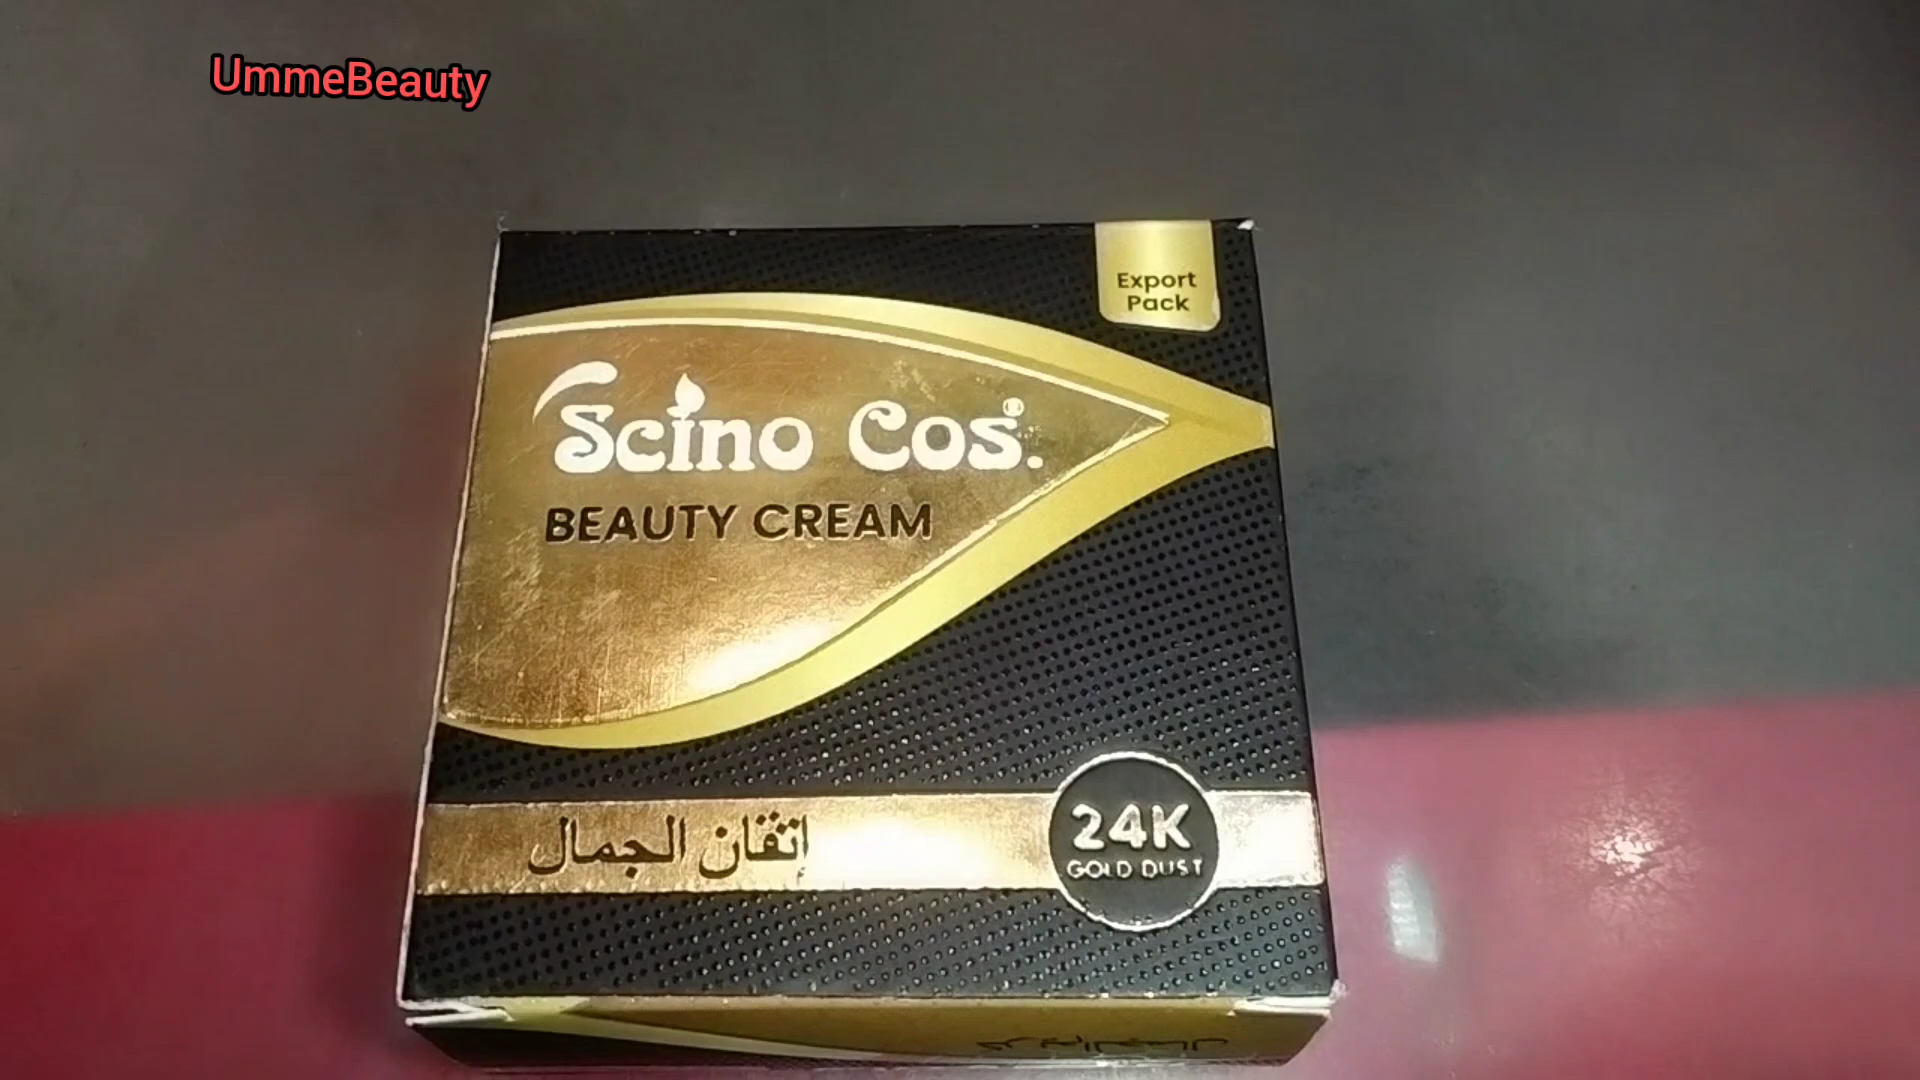 UmmeBeauty
Export
Pack
Scino Cos®.
BEAUTY CREAM
إتقان الجمال
24K
GOLD DUST